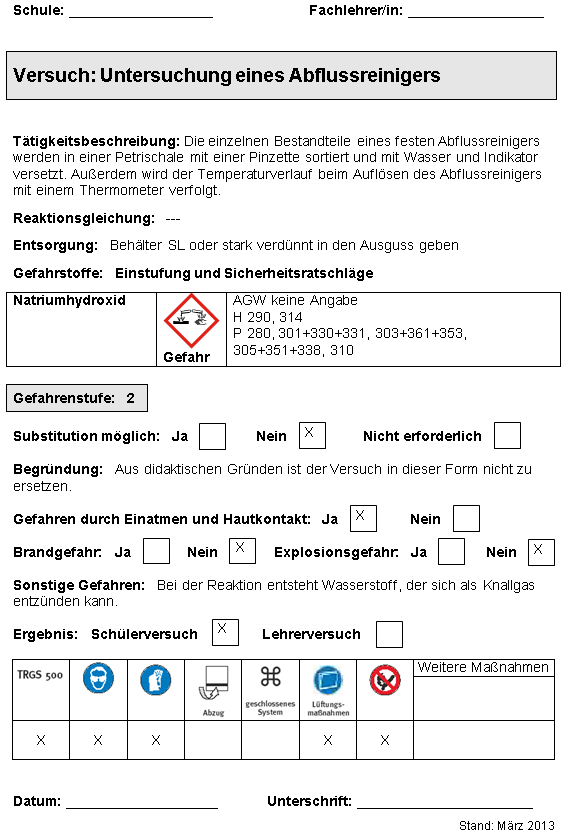 Schule: ____________________ Fachlehrer/in: ___________________
Versuch: Untersuchung eines Abflussreinigers
Tätigkeitsbeschreibung: Die einzelnen Bestandteile eines festen Abflussreinigers
werden in einer Petrischale mit einer Pinzette sortiert und mit Wasser und Indikator
versetzt. Außerdem wird der Temperaturverlauf beim Auflösen des Abflussreinigers
mit einem Thermometer verfolgt.
Reaktionsgleichung: ---
Entsorgung: Behälter SL oder stark verdünnt in den Ausguss geben
Gefahrstoffe: Einstufung und Sicherheitsratschläge
Natriumhydroxid
Gefahr
AGW keine Angabe
H 290, 314
P 280, 301+330+331, 303+361+353,
305+351+338, 310
Gefahrenstufe: 2
Substitution möglich: Ja Nein X Nicht erforderlich
Begründung: Aus didaktischen Gründen ist der Versuch in dieser Form nicht zu
ersetzen.
Gefahren durch Einatmen und Hautkontakt: Ja X Nein
Brandgefahr: Ja Nein X Explosionsgefahr: Ja Nein X
Sonstige Gefahren: Bei der Reaktion entsteht Wasserstoff, der sich als Knallgas
entzünden kann.
Ergebnis: Schülerversuch X Lehrerversuch
TRGS 500
Abzug
geschlossenes
System
Lüftungs-
maßnahmen
Weitere Maßnahmen
X X X X X
Datum: _____________________ Unterschrift: ________________________
Stand: März 2013